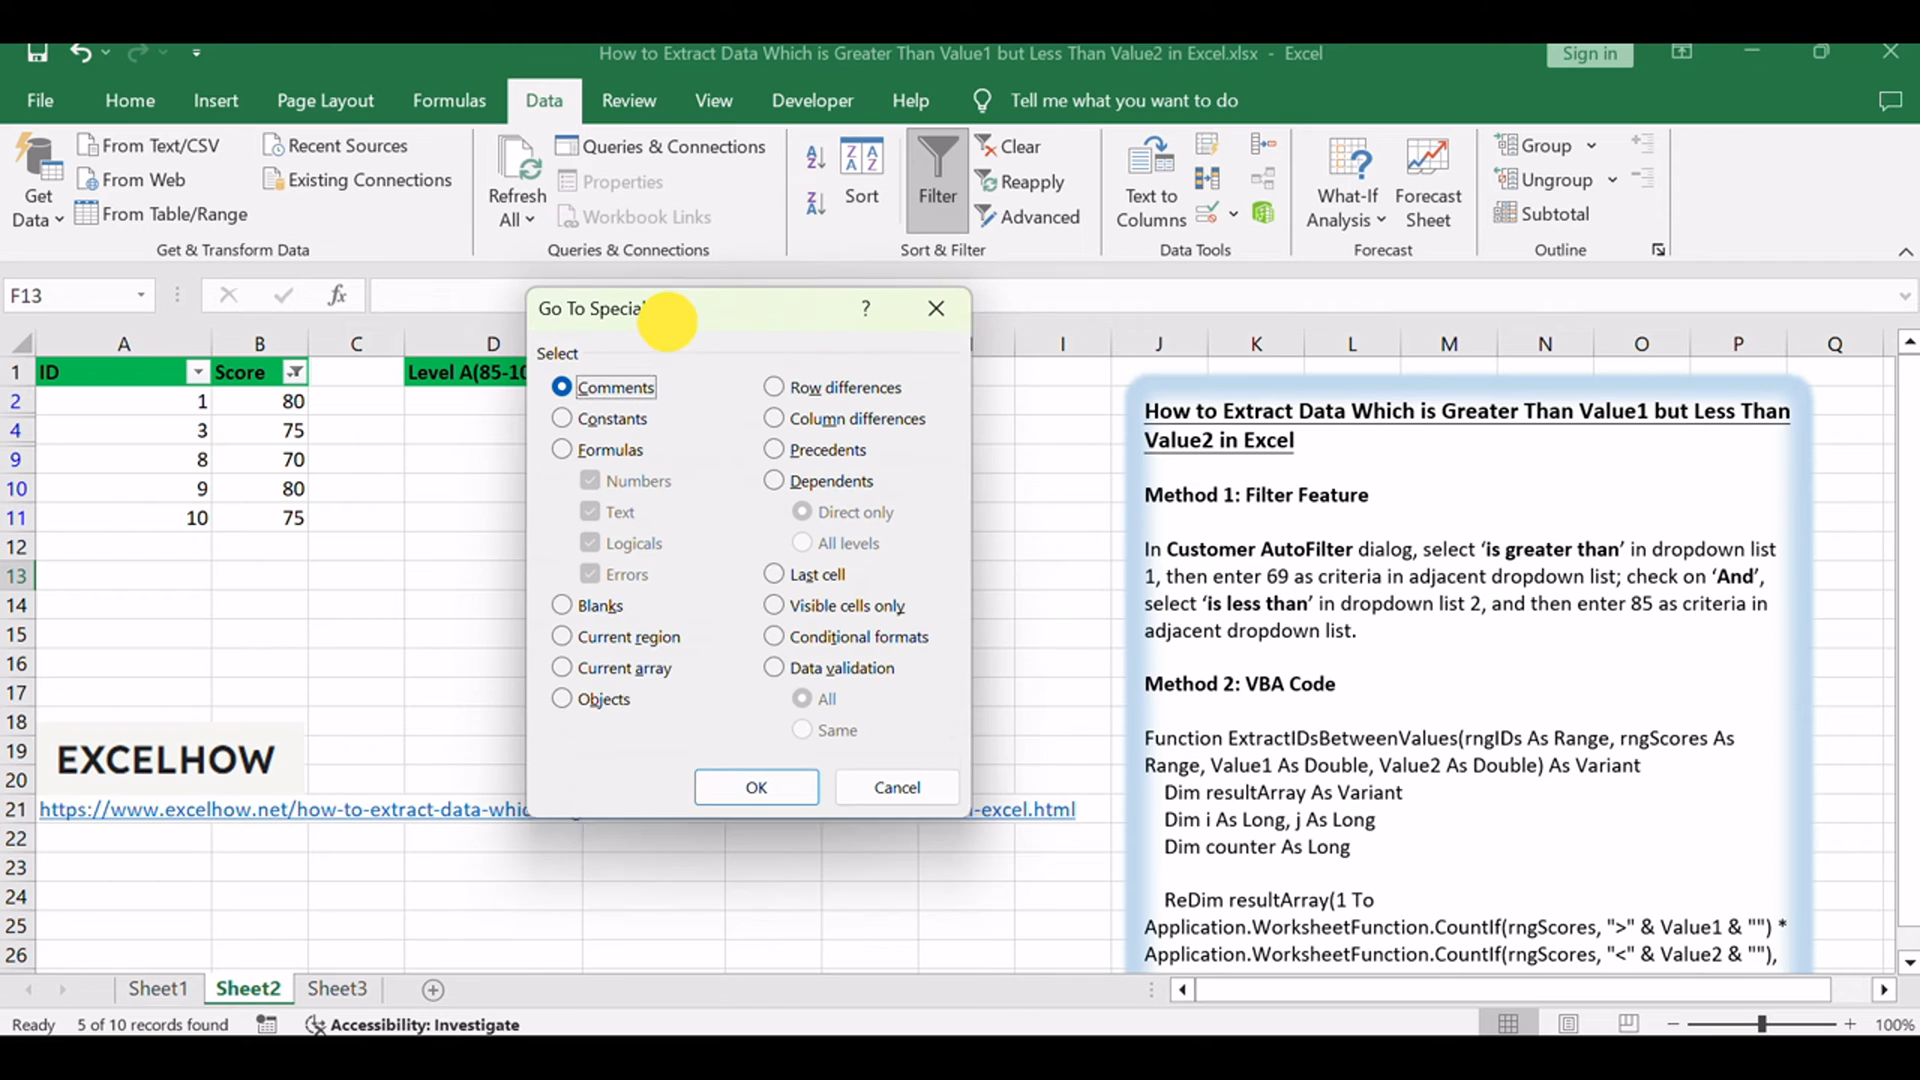 How to Extract Data Which is Greater Than Value1 but Less Than Value2 in Excel.xlsx - Excel
Sign in
File Home Insert Page Layout Formulas Data Review View Developer Help Tell me what you want to do
Get Data
From Text/CSV
From Web
From Table/Range
Recent Sources
Existing Connections
Get & Transform Data
Refresh All
Queries & Connections
Properties
Workbook Links
Queries & Connections
Sort
Filter
Clear
Reapply
Advanced
Sort & Filter
Text to Columns
Data Tools
What-If Analysis
Forecast Sheet
Forecast
Group
Ungroup
Subtotal
Outline
F13
fx
A B C D I J K L M N O P Q
1 ID Score Level A(85-10
2 1 80
4 3 75
9 8 70
10 9 80
11 10 75
12
13
14
15
16
17
18
19
20
21 https://www.excelhow.net/how-to-extract-data-whic -excel.html
22
23
24
25
26
EXCELHOW
Go To Special
?
Select
Comments
Constants
Formulas
Numbers
Text
Logicals
Errors
Blanks
Current region
Current array
Objects
Row differences
Column differences
Precedents
Dependents
Direct only
All levels
Last cell
Visible cells only
Conditional formats
Data validation
All
Same
OK
Cancel
How to Extract Data Which is Greater Than Value1 but Less Than
Value2 in Excel
Method 1: Filter Feature
In Customer AutoFilter dialog, select ‘is greater than’ in dropdown list
1, then enter 69 as criteria in adjacent dropdown list; check on ‘And’,
select ‘is less than’ in dropdown list 2, and then enter 85 as criteria in
adjacent dropdown list.
Method 2: VBA Code
Function ExtractIDsBetweenValues(rngIDs As Range, rngScores As
Range, Value1 As Double, Value2 As Double) As Variant
Dim resultArray As Variant
Dim i As Long, j As Long
Dim counter As Long
ReDim resultArray(1 To
Application.WorksheetFunction.CountIf(rngScores, ">" & Value1 & "") *
Application.WorksheetFunction.CountIf(rngScores, "<" & Value2 & ""),
Sheet1 Sheet2 Sheet3
Ready 5 of 10 records found Accessibility: Investigate
100%